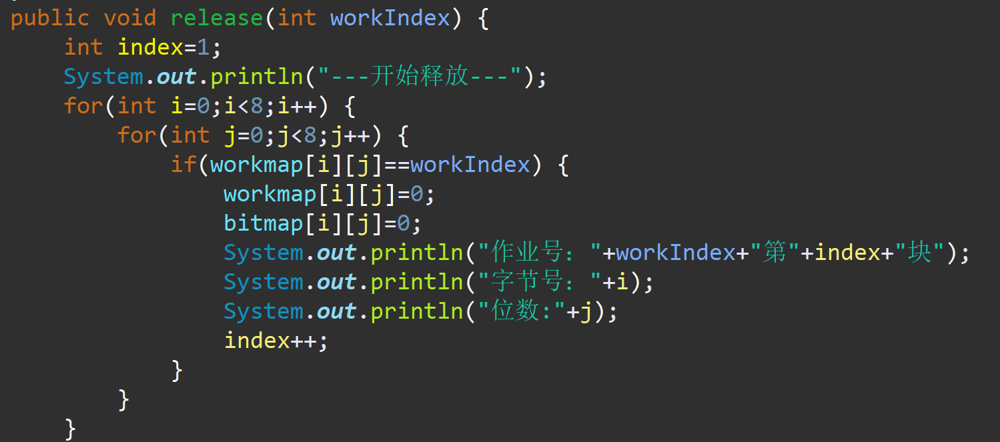 public void release(int workIndex) {
    int index=1;
    System.out.println("---开始释放---");
    for(int i=0;i<8;i++) {
        for(int j=0;j<8;j++) {
            if(workmap[i][j]==workIndex) {
                workmap[i][j]=0;
                bitmap[i][j]=0;
                System.out.println("作业号："+workIndex+"第"+index+"块");
                System.out.println("字节号："+i);
                System.out.println("位数:"+j);
                index++;
            }
        }
    }